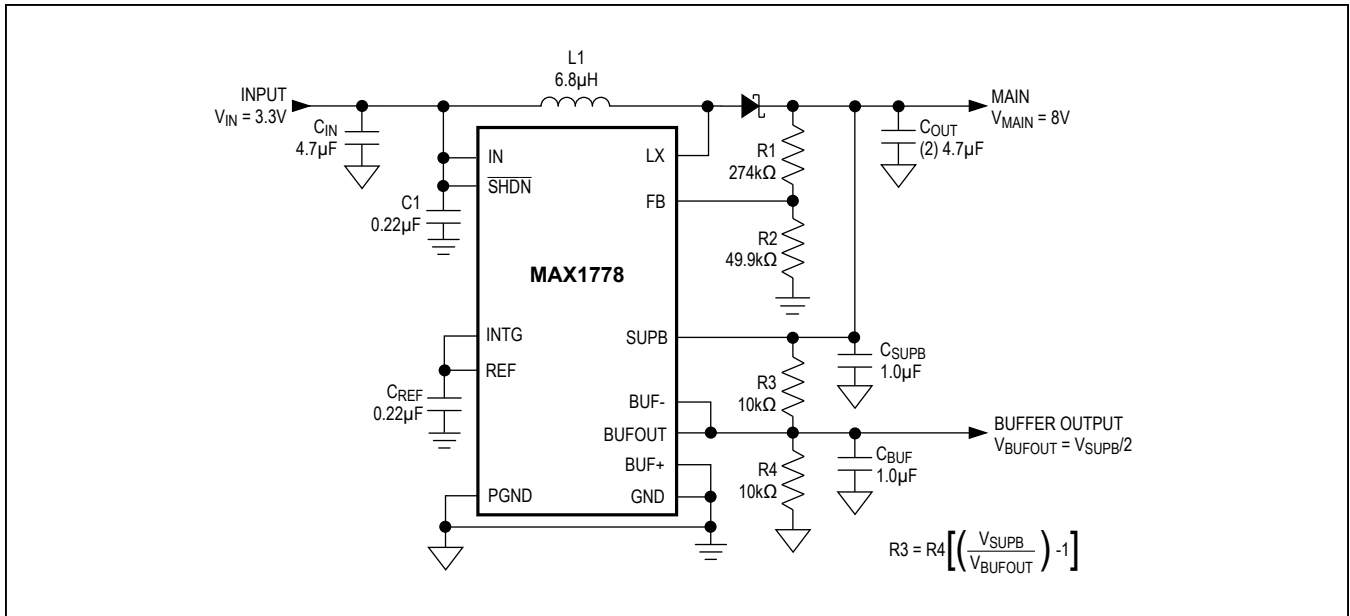 L1
6.8µH
INPUT
V_IN = 3.3V
C_IN
4.7µF
MAIN
V_MAIN = 8V
C_OUT
(2) 4.7µF
IN
SHDN
LX
R1
274kΩ
FB
C1
0.22µF
R2
49.9kΩ
MAX1778
INTG
REF
SUPB
C_SUPB
1.0µF
R3
10kΩ
C_REF
0.22µF
BUF-
BUFOUT
BUFFER OUTPUT
V_BUFOUT = V_SUPB/2
C_BUF
1.0µF
BUF+
R4
10kΩ
PGND
GND
R3 = R4[(V_SUPB/V_BUFOUT) -1]